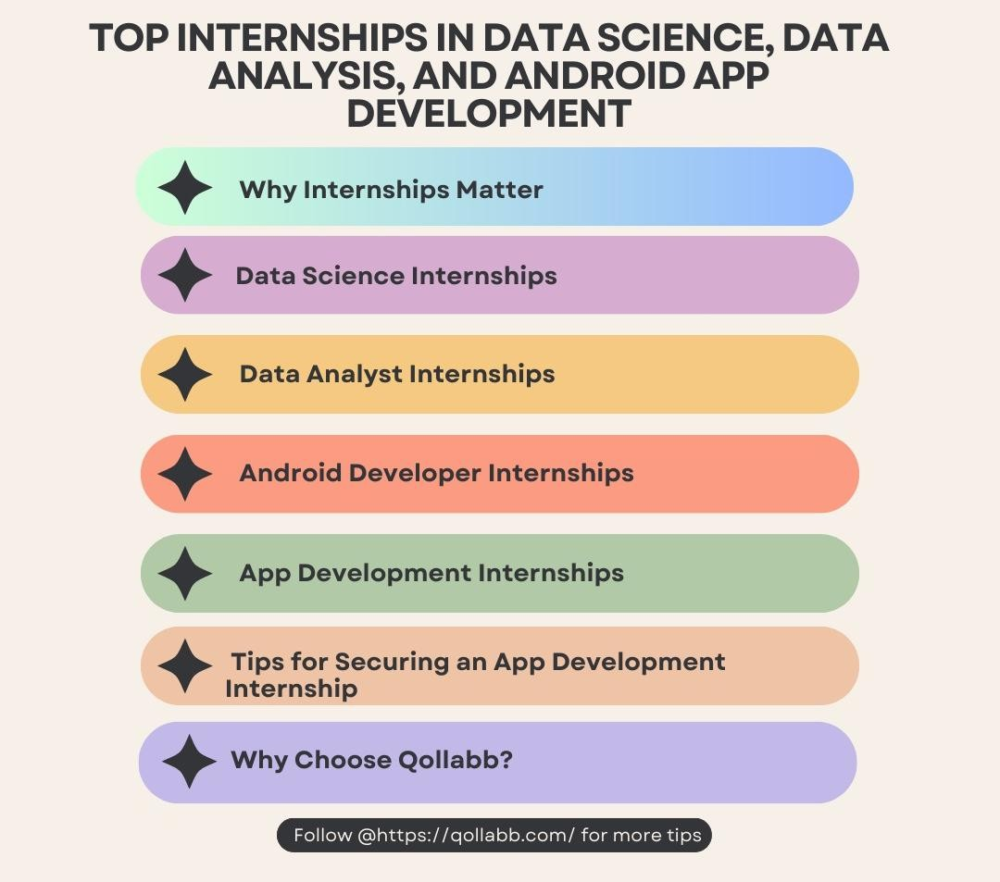 TOP INTERNSHIPS IN DATA SCIENCE, DATA
ANALYSIS, AND ANDROID APP
DEVELOPMENT
Why Internships Matter
Data Science Internships
Data Analyst Internships
Android Developer Internships
App Development Internships
Tips for Securing an App Development
Internship
Why Choose Qollabb?
Follow @https://qollabb.com/ for more tips